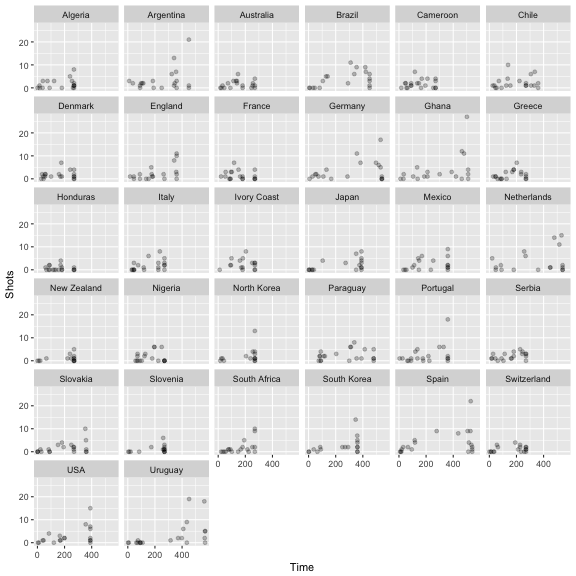 Algeria Argentina Australia Brazil Cameroon Chile
20
10
0
Denmark England France Germany Ghana Greece
20
10
0
Honduras Italy Ivory Coast Japan Mexico Netherlands
20
10
0
Shots
New Zealand Nigeria North Korea Paraguay Portugal Serbia
20
10
0
Slovakia Slovenia South Africa South Korea Spain Switzerland
20
10
0
0 200 400 0 200 400 0 200 400 0 200 400
USA Uruguay
20
10
0
0 200 400 0 200 400
Time